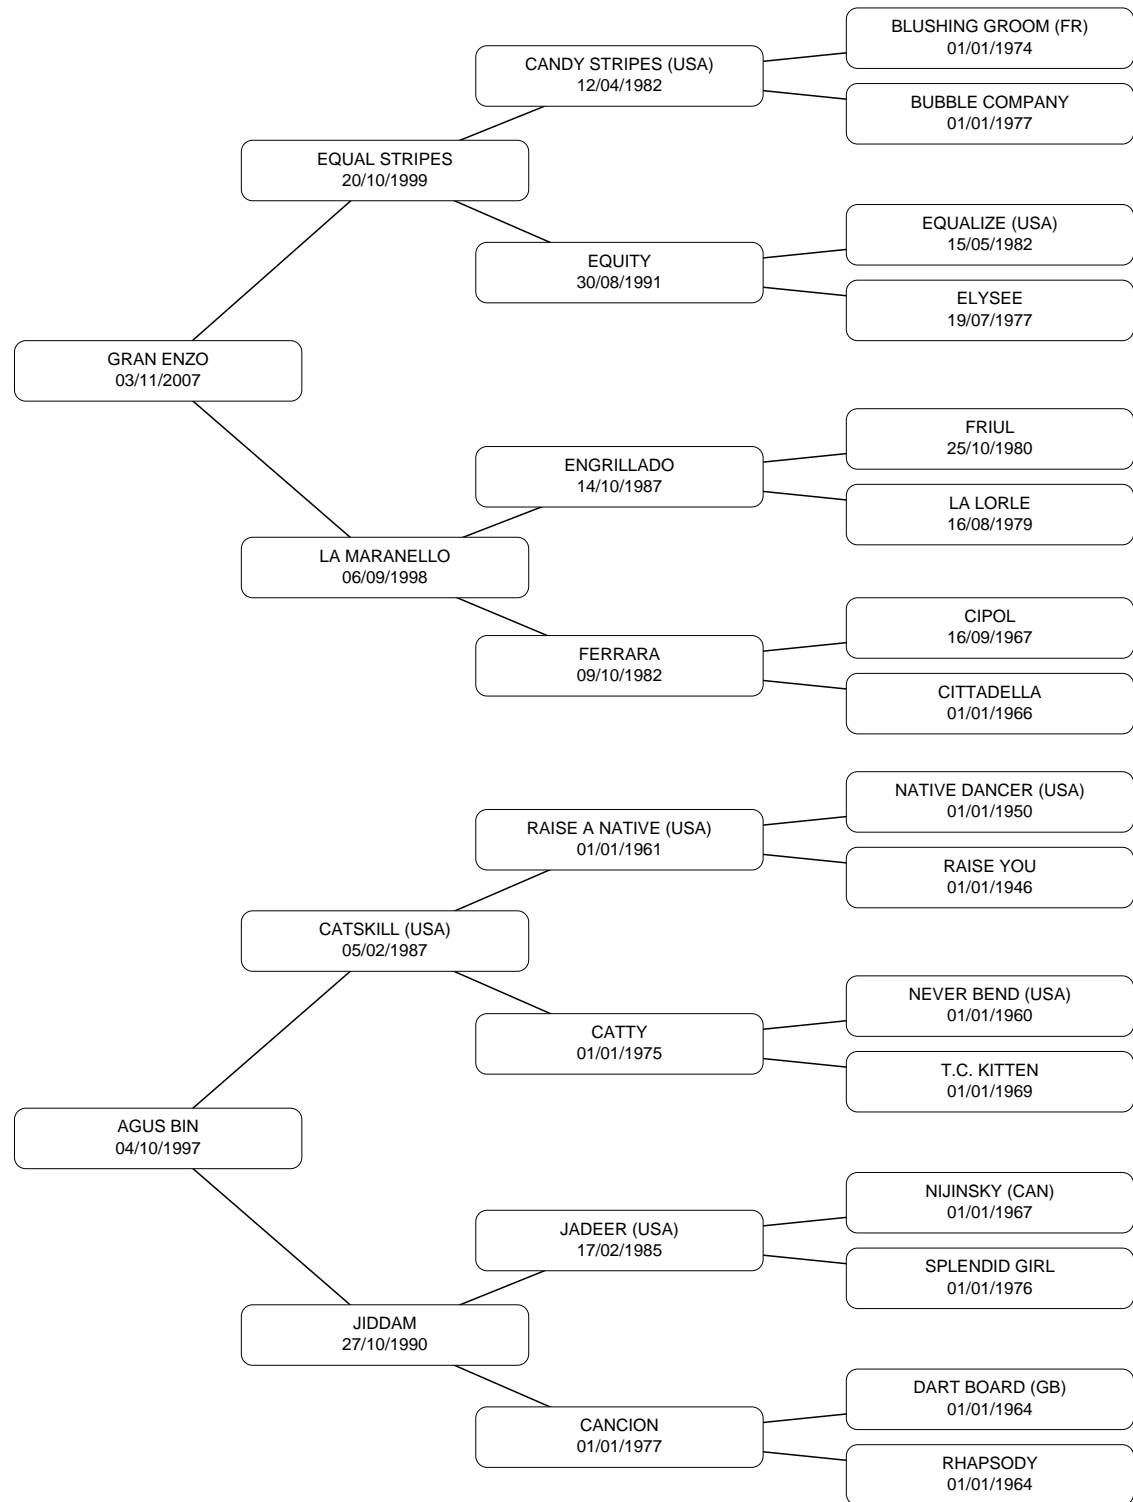 BLUSHING GROOM (FR)
01/01/1974
CANDY STRIPES (USA)
12/04/1982
BUBBLE COMPANY
01/01/1977
EQUAL STRIPES
20/10/1999
EQUALIZE (USA)
15/05/1982
EQUITY
30/08/1991
ELYSEE
19/07/1977
GRAN ENZO
03/11/2007
FRIUL
25/10/1980
ENGRILLADO
14/10/1987
LA LORLE
16/08/1979
LA MARANELLO
06/09/1998
CIPOL
16/09/1967
FERRARA
09/10/1982
CITTADELLA
01/01/1966
NATIVE DANCER (USA)
01/01/1950
RAISE A NATIVE (USA)
01/01/1961
RAISE YOU
01/01/1946
CATSKILL (USA)
05/02/1987
NEVER BEND (USA)
01/01/1960
CATTY
01/01/1975
T.C. KITTEN
01/01/1969
AGUS BIN
04/10/1997
NIJINSKY (CAN)
01/01/1967
JADEER (USA)
17/02/1985
SPLENDID GIRL
01/01/1976
JIDDAM
27/10/1990
DART BOARD (GB)
01/01/1964
CANCION
01/01/1977
RHAPSODY
01/01/1964